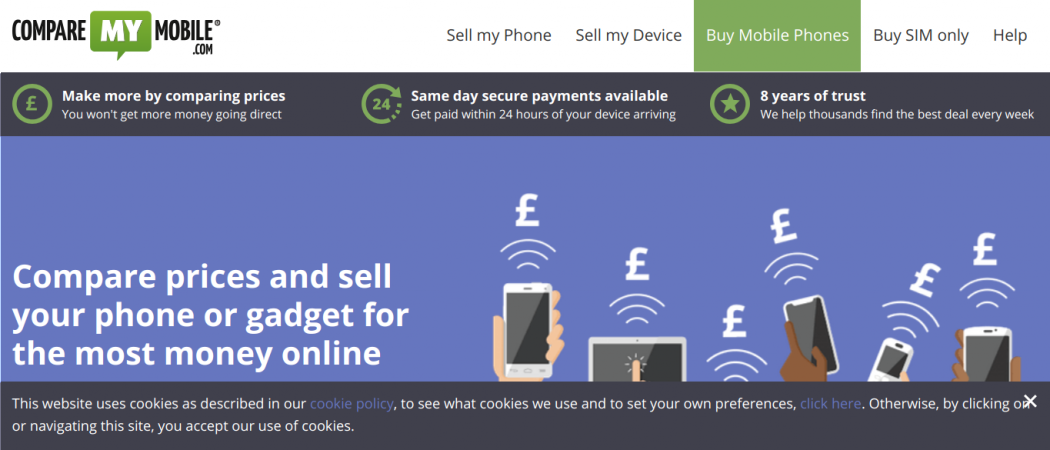 COMPARE MY MOBILE®
.COM
Sell my Phone Sell my Device Buy Mobile Phones Buy SIM only Help
£ Make more by comparing prices
You won't get more money going direct
24 Same day secure payments available
Get paid within 24 hours of your device arriving
8 years of trust
We help thousands find the best deal every week
£
£
£
£
£
£
Compare prices and sell
your phone or gadget for
the most money online
This website uses cookies as described in our cookie policy, to see what cookies we use and to set your own preferences, click here. Otherwise, by clicking on
or navigating this site, you accept our use of cookies.